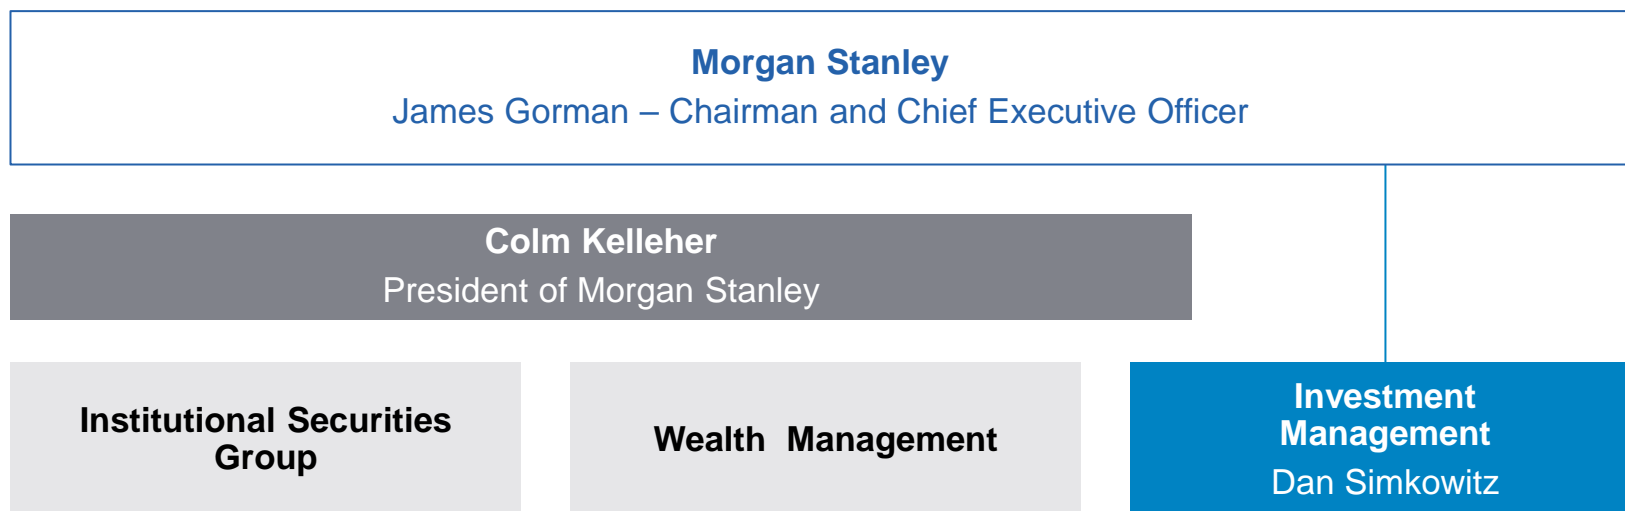 Morgan Stanley
James Gorman – Chairman and Chief Executive Officer
Colm Kelleher
President of Morgan Stanley
Institutional Securities
Group
Wealth Management
Investment
Management
Dan Simkowitz